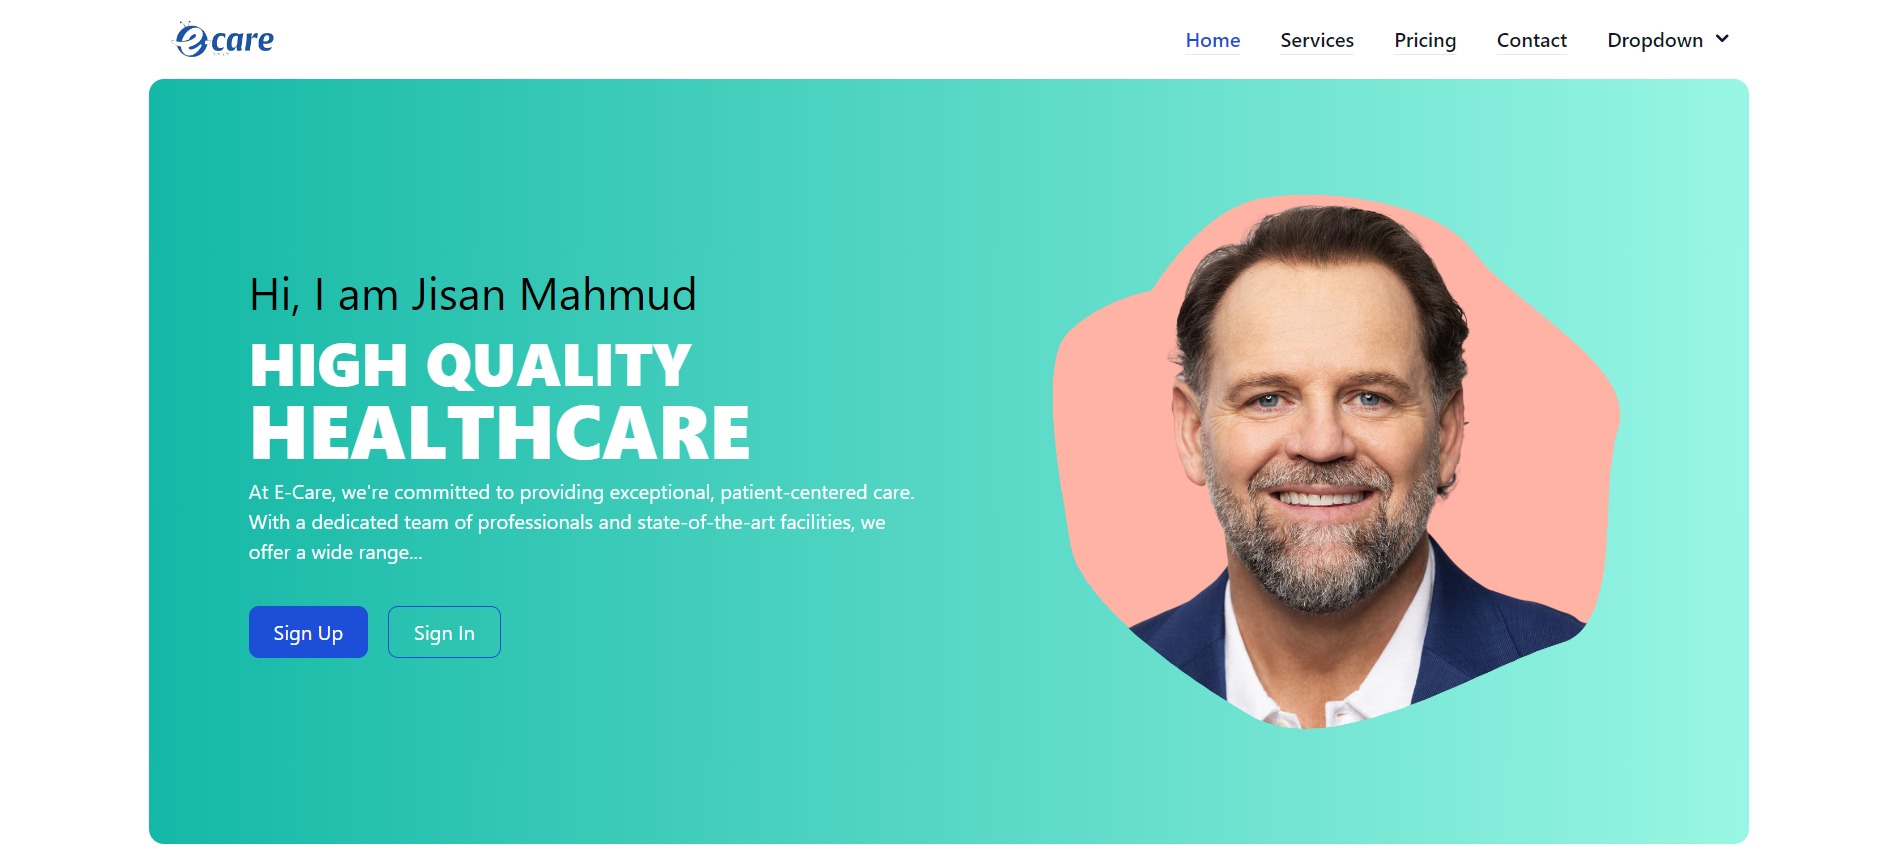 ecare
Home Services Pricing Contact Dropdown
Hi, I am Jisan Mahmud
HIGH QUALITY
HEALTHCARE
At E-Care, we're committed to providing exceptional, patient-centered care.
With a dedicated team of professionals and state-of-the-art facilities, we
offer a wide range...
Sign Up Sign In